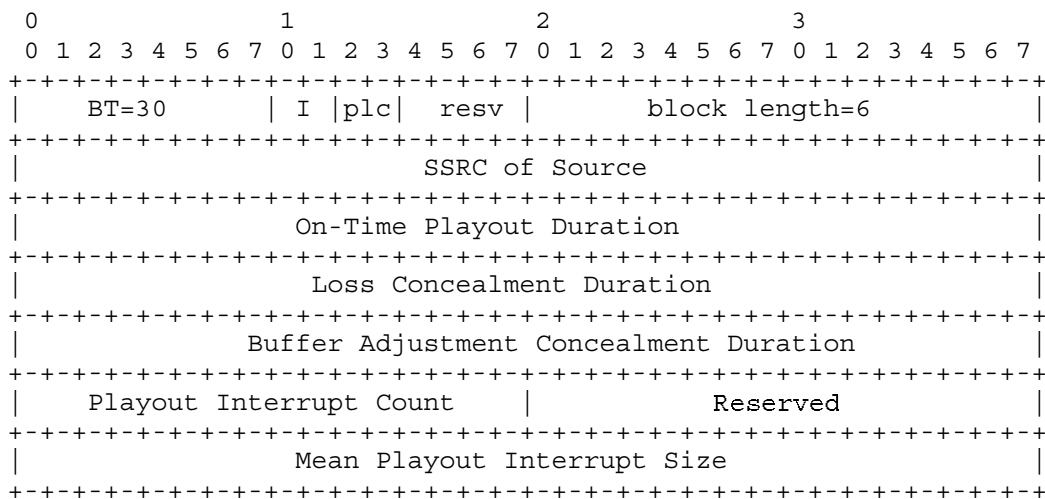 0               1               2               3
 0 1 2 3 4 5 6 7 0 1 2 3 4 5 6 7 0 1 2 3 4 5 6 7 0 1 2 3 4 5 6 7
+-+-+-+-+-+-+-+-+-+-+-+-+-+-+-+-+-+-+-+-+-+-+-+-+-+-+-+-+-+-+-+-+
|    BT=30      | I |plc|  resv |       block length=6          |
+-+-+-+-+-+-+-+-+-+-+-+-+-+-+-+-+-+-+-+-+-+-+-+-+-+-+-+-+-+-+-+-+
|                         SSRC of Source                        |
+-+-+-+-+-+-+-+-+-+-+-+-+-+-+-+-+-+-+-+-+-+-+-+-+-+-+-+-+-+-+-+-+
|                 On-Time Playout Duration                      |
+-+-+-+-+-+-+-+-+-+-+-+-+-+-+-+-+-+-+-+-+-+-+-+-+-+-+-+-+-+-+-+-+
|                  Loss Concealment Duration                    |
+-+-+-+-+-+-+-+-+-+-+-+-+-+-+-+-+-+-+-+-+-+-+-+-+-+-+-+-+-+-+-+-+
|              Buffer Adjustment Concealment Duration           |
+-+-+-+-+-+-+-+-+-+-+-+-+-+-+-+-+-+-+-+-+-+-+-+-+-+-+-+-+-+-+-+-+
|    Playout Interrupt Count    |           Reserved            |
+-+-+-+-+-+-+-+-+-+-+-+-+-+-+-+-+-+-+-+-+-+-+-+-+-+-+-+-+-+-+-+-+
|                 Mean Playout Interrupt Size                   |
+-+-+-+-+-+-+-+-+-+-+-+-+-+-+-+-+-+-+-+-+-+-+-+-+-+-+-+-+-+-+-+-+